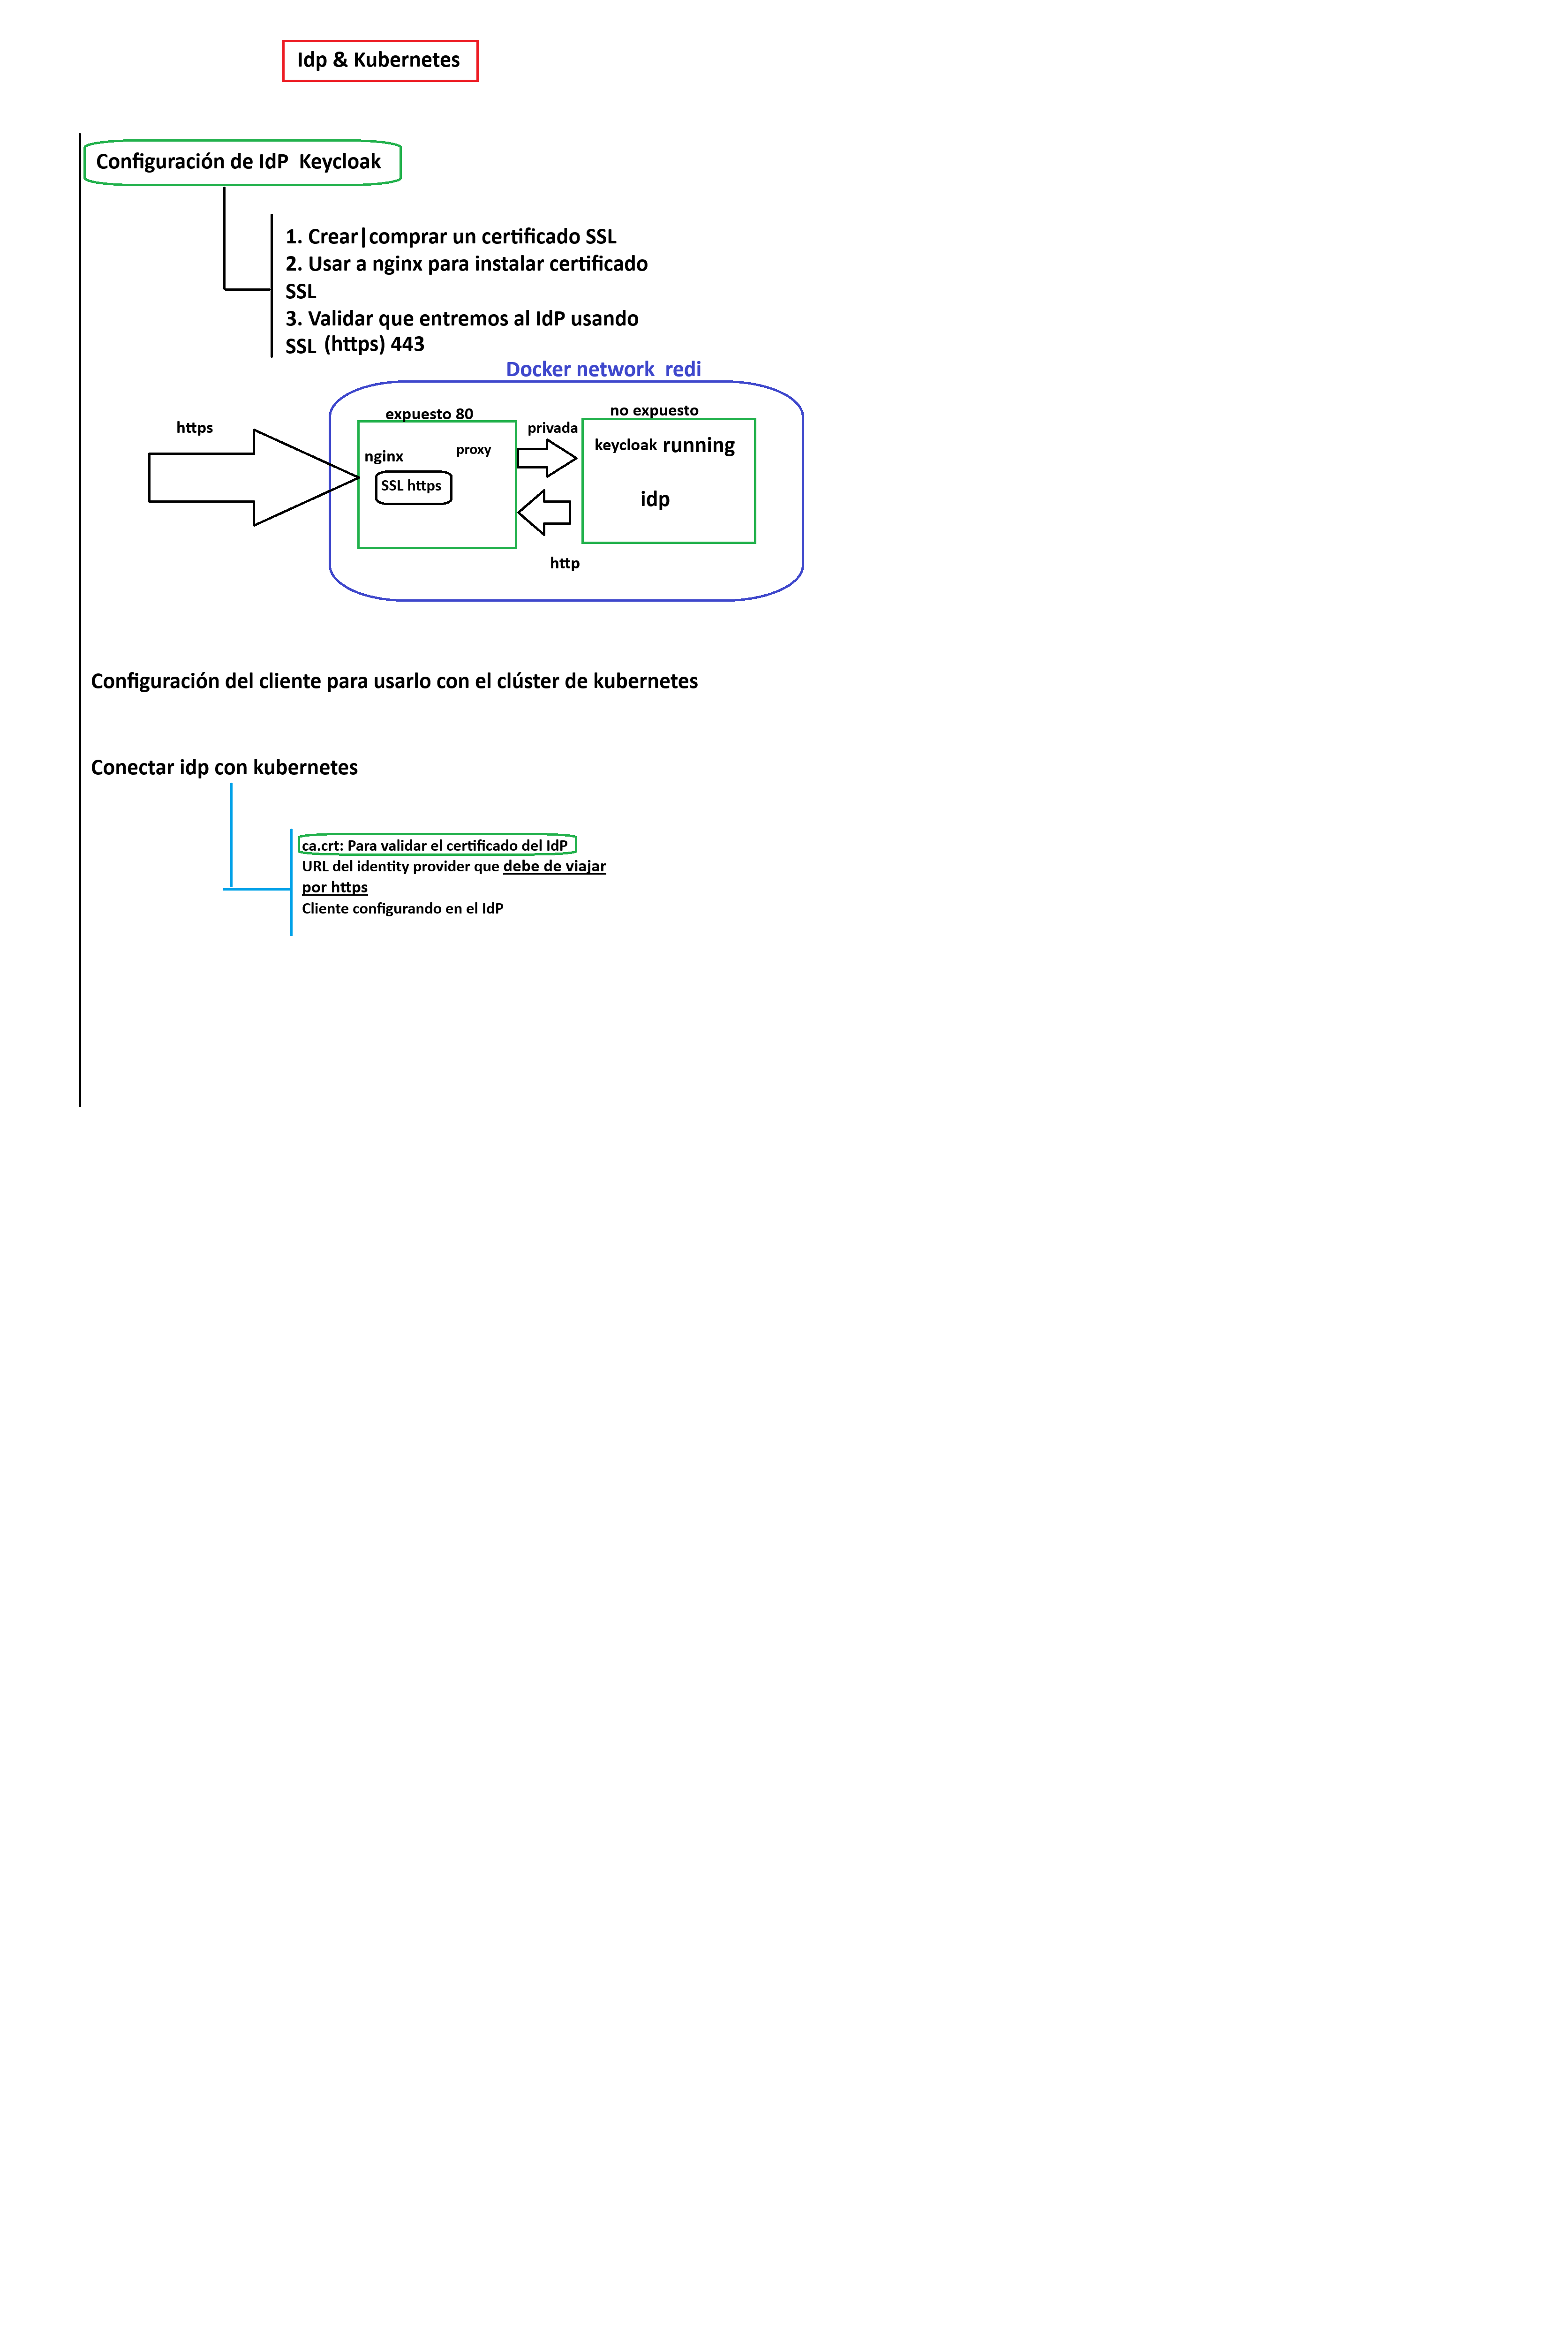 Idp & Kubernetes
Configuración de IdP  Keycloak
1. Crear|comprar un certificado SSL
2. Usar a nginx para instalar certificado
SSL
3. Validar que entremos al IdP usando
SSL (https) 443
Docker network  redi
https
expuesto 80
nginx
proxy
SSL https
privada
http
no expuesto
keycloak running
idp
Configuración del cliente para usarlo con el clúster de kubernetes
Conectar idp con kubernetes
ca.crt: Para validar el certificado del IdP
URL del identity provider que debe de viajar
por https
Cliente configurando en el IdP